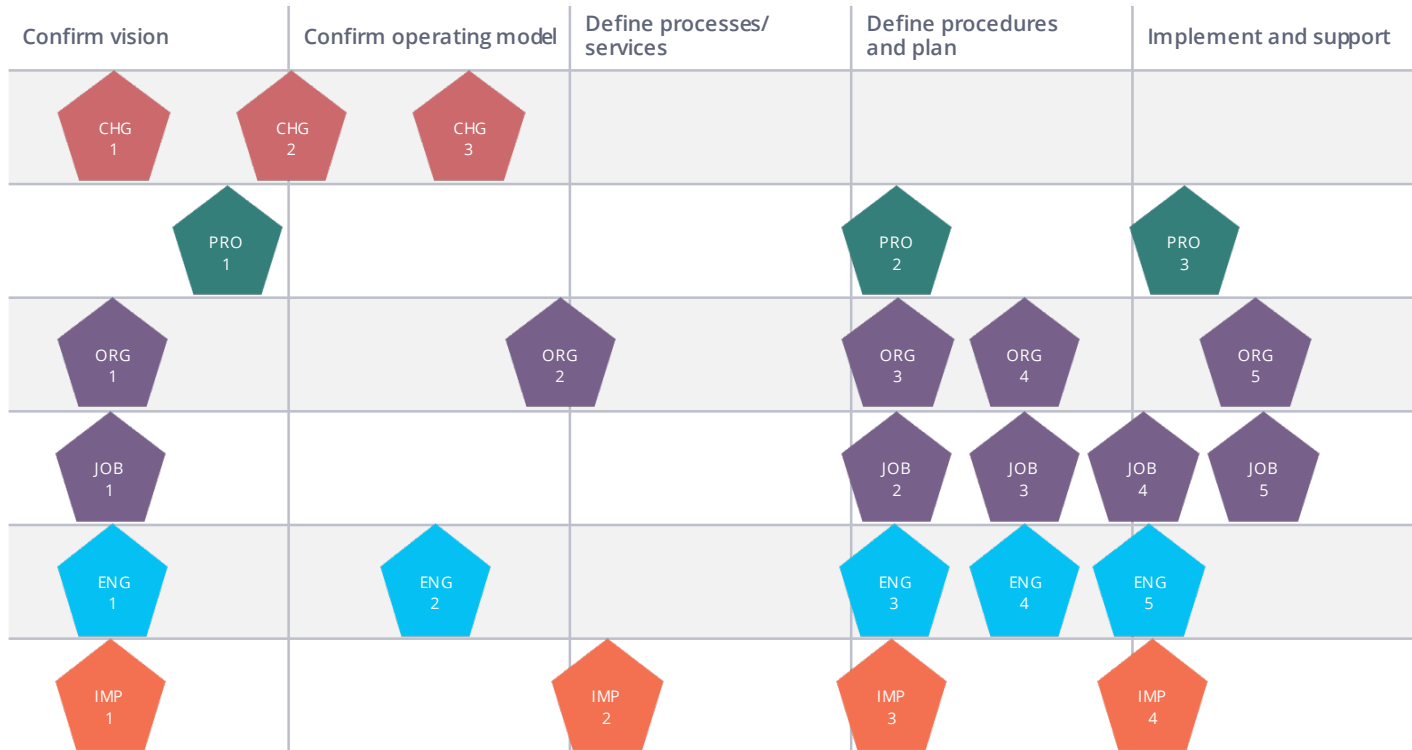 Confirm vision
Confirm operating model
Define processes/
services
Define procedures
and plan
Implement and support
CHG
1
CHG
2
CHG
3
PRO
1
PRO
2
PRO
3
ORG
1
ORG
2
ORG
3
ORG
4
ORG
5
JOB
1
JOB
2
JOB
3
JOB
4
JOB
5
ENG
1
ENG
2
ENG
3
ENG
4
ENG
5
IMP
1
IMP
2
IMP
3
IMP
4